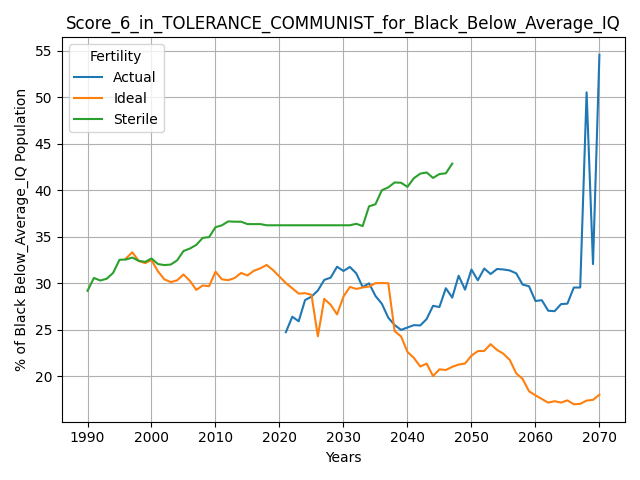 Score_6_in_TOLERANCE_COMMUNIST_for_Black_Below_Average_IQ
% of Black Below_Average_IQ Population
55
50
45
40
35
30
25
20
Fertility
Actual
Ideal
Sterile
1990 2000 2010 2020 2030 2040 2050 2060 2070
Years